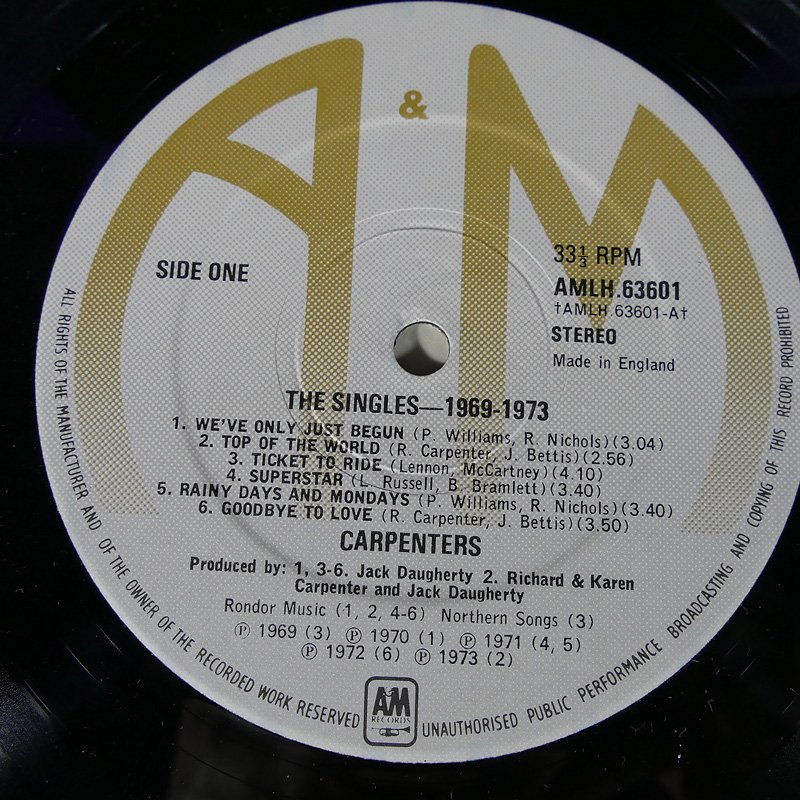 A & M
SIDE ONE
33⅓ RPM
AMLH.63601
†AMLH.63601-A†
STEREO
Made in England
THE SINGLES—1969-1973
1. WE'VE ONLY JUST BEGUN (P. Williams, R. Nichols) (3.04)
2. TOP OF THE WORLD (R. Carpenter, J. Bettis) (2.56)
3. TICKET TO RIDE (Lennon, McCartney) (4.10)
4. SUPERSTAR (L. Russell, B. Bramlett) (3.40)
5. RAINY DAYS AND MONDAYS (P. Williams, R. Nichols) (3.40)
6. GOODBYE TO LOVE (R. Carpenter, J. Bettis) (3.50)
CARPENTERS
Produced by: 1, 3-6. Jack Daugherty 2. Richard & Karen
Carpenter and Jack Daugherty
Rondor Music (1, 2, 4-6) Northern Songs (3)
Ⓟ 1969 (3) Ⓟ 1970 (1) Ⓟ 1971 (4, 5)
Ⓟ 1972 (6) Ⓟ 1973 (2)
ALL RIGHTS OF THE MANUFACTURER AND OF THE OWNER OF THE RECORDED WORK RESERVED
AM
RECORDS
UNAUTHORISED PUBLIC PERFORMANCE BROADCASTING AND COPYING OF THIS RECORD PROHIBITED